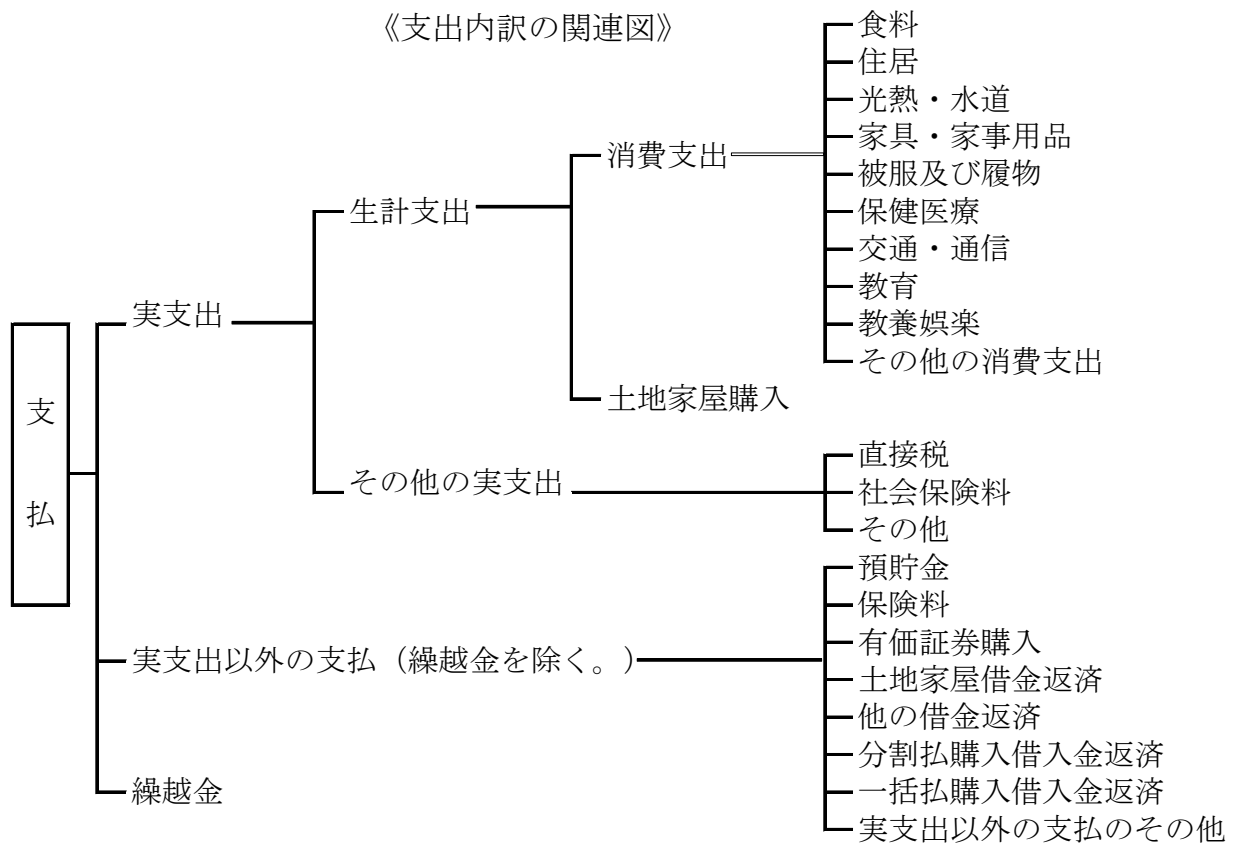 《支出内訳の関連図》
食料
住居
光熱・水道
家具・家事用品
消費支出
被服及び履物
保健医療
生計支出
交通・通信
教育
実支出
教養娯楽
その他の消費支出
土地家屋購入
支
払
直接税
その他の実支出
社会保険料
その他
預貯金
保険料
有価証券購入
実支出以外の支払（繰越金を除く。）
土地家屋借金返済
他の借金返済
分割払購入借入金返済
繰越金
一括払購入借入金返済
実支出以外の支払のその他